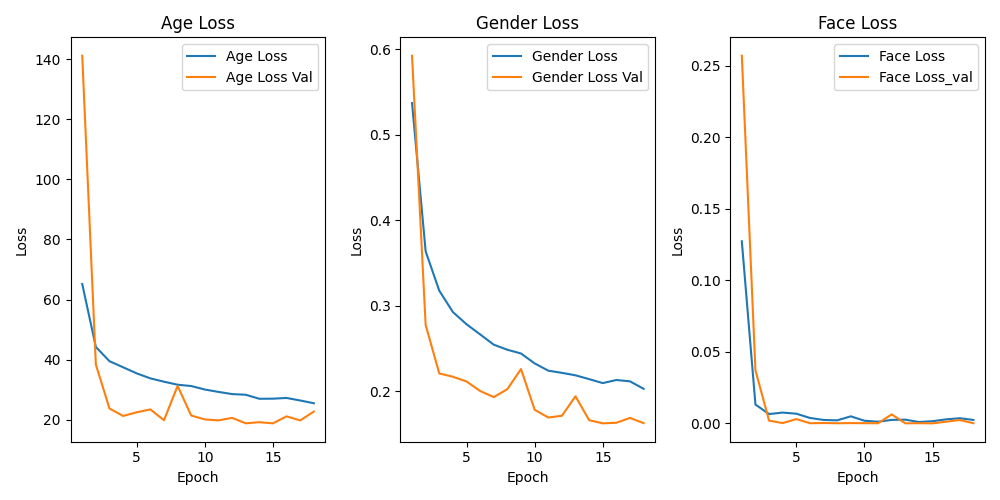 Age Loss
Gender Loss
Face Loss
Age Loss
Age Loss Val
Gender Loss
Gender Loss Val
Face Loss
Face Loss_val
Loss
140
120
100
80
60
40
20
5
10
15
Epoch
Loss
0.6
0.5
0.4
0.3
0.2
5
10
15
Epoch
Loss
0.25
0.20
0.15
0.10
0.05
0.00
5
10
15
Epoch